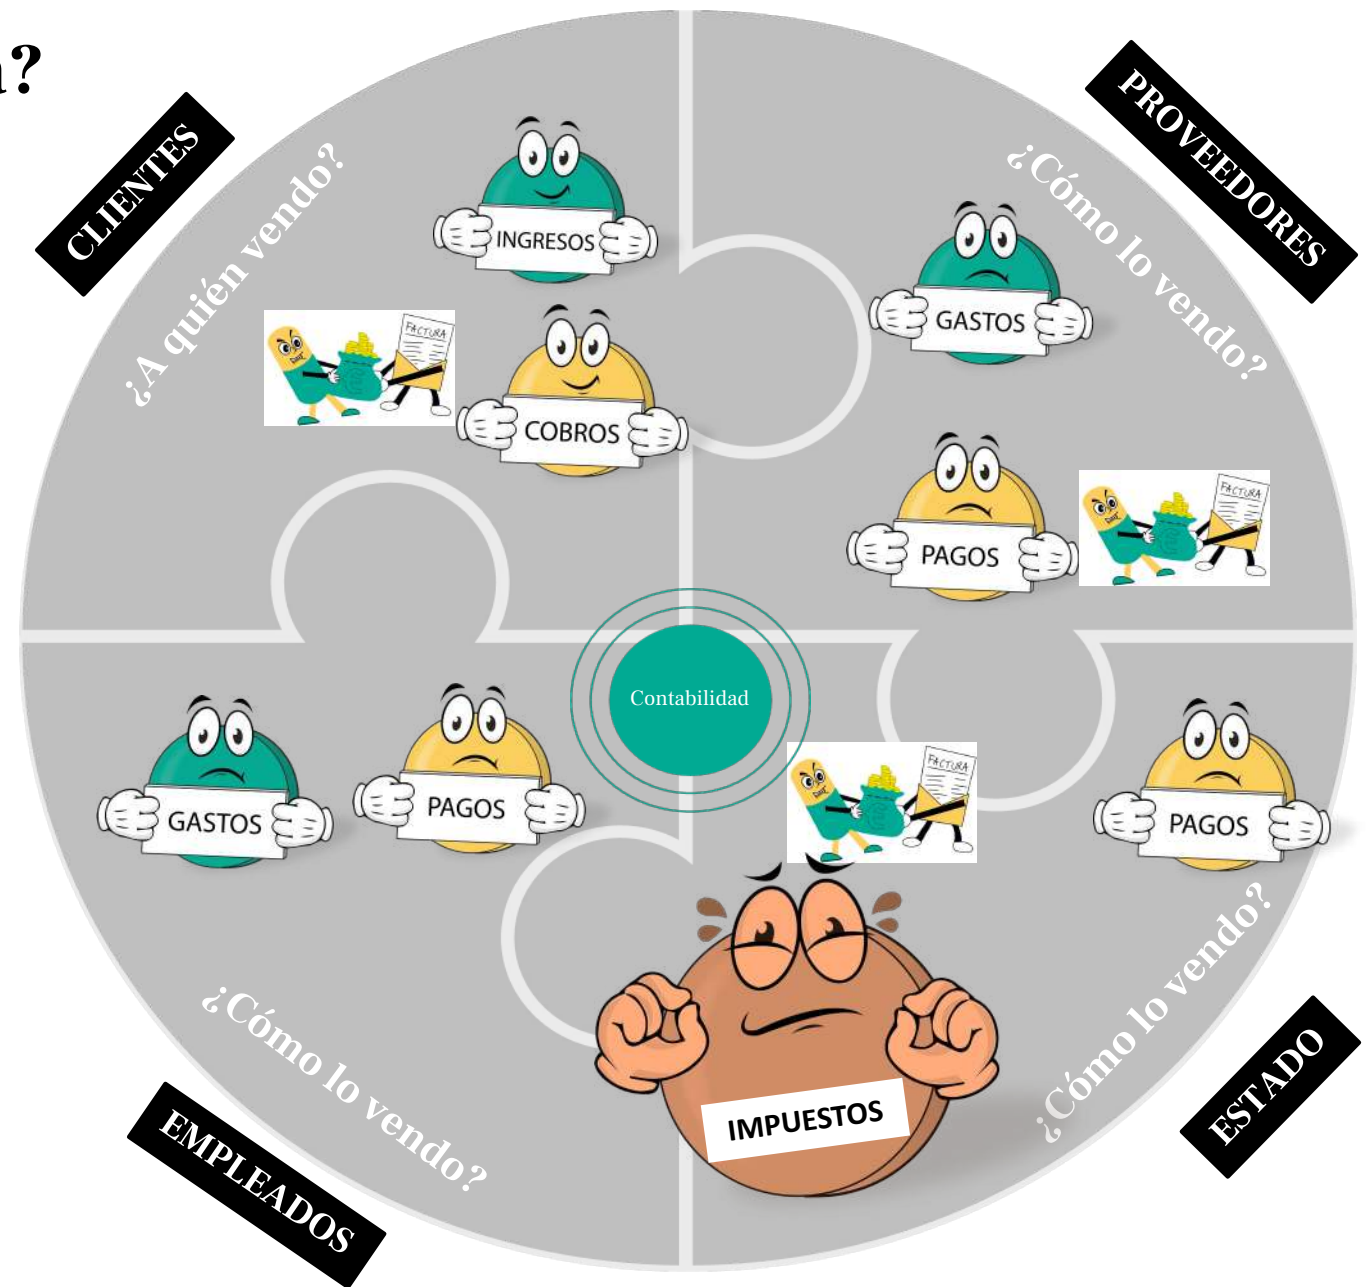 CLIENTES
¿A quién vendo?
INGRESOS
FACTURA
COBROS
PROVEEDORES
¿Cómo lo vendo?
GASTOS
PAGOS
FACTURA
Contabilidad
GASTOS
PAGOS
¿Cómo lo vendo?
EMPLEADOS
FACTURA
PAGOS
IMPUESTOS
¿Cómo lo vendo?
ESTADO